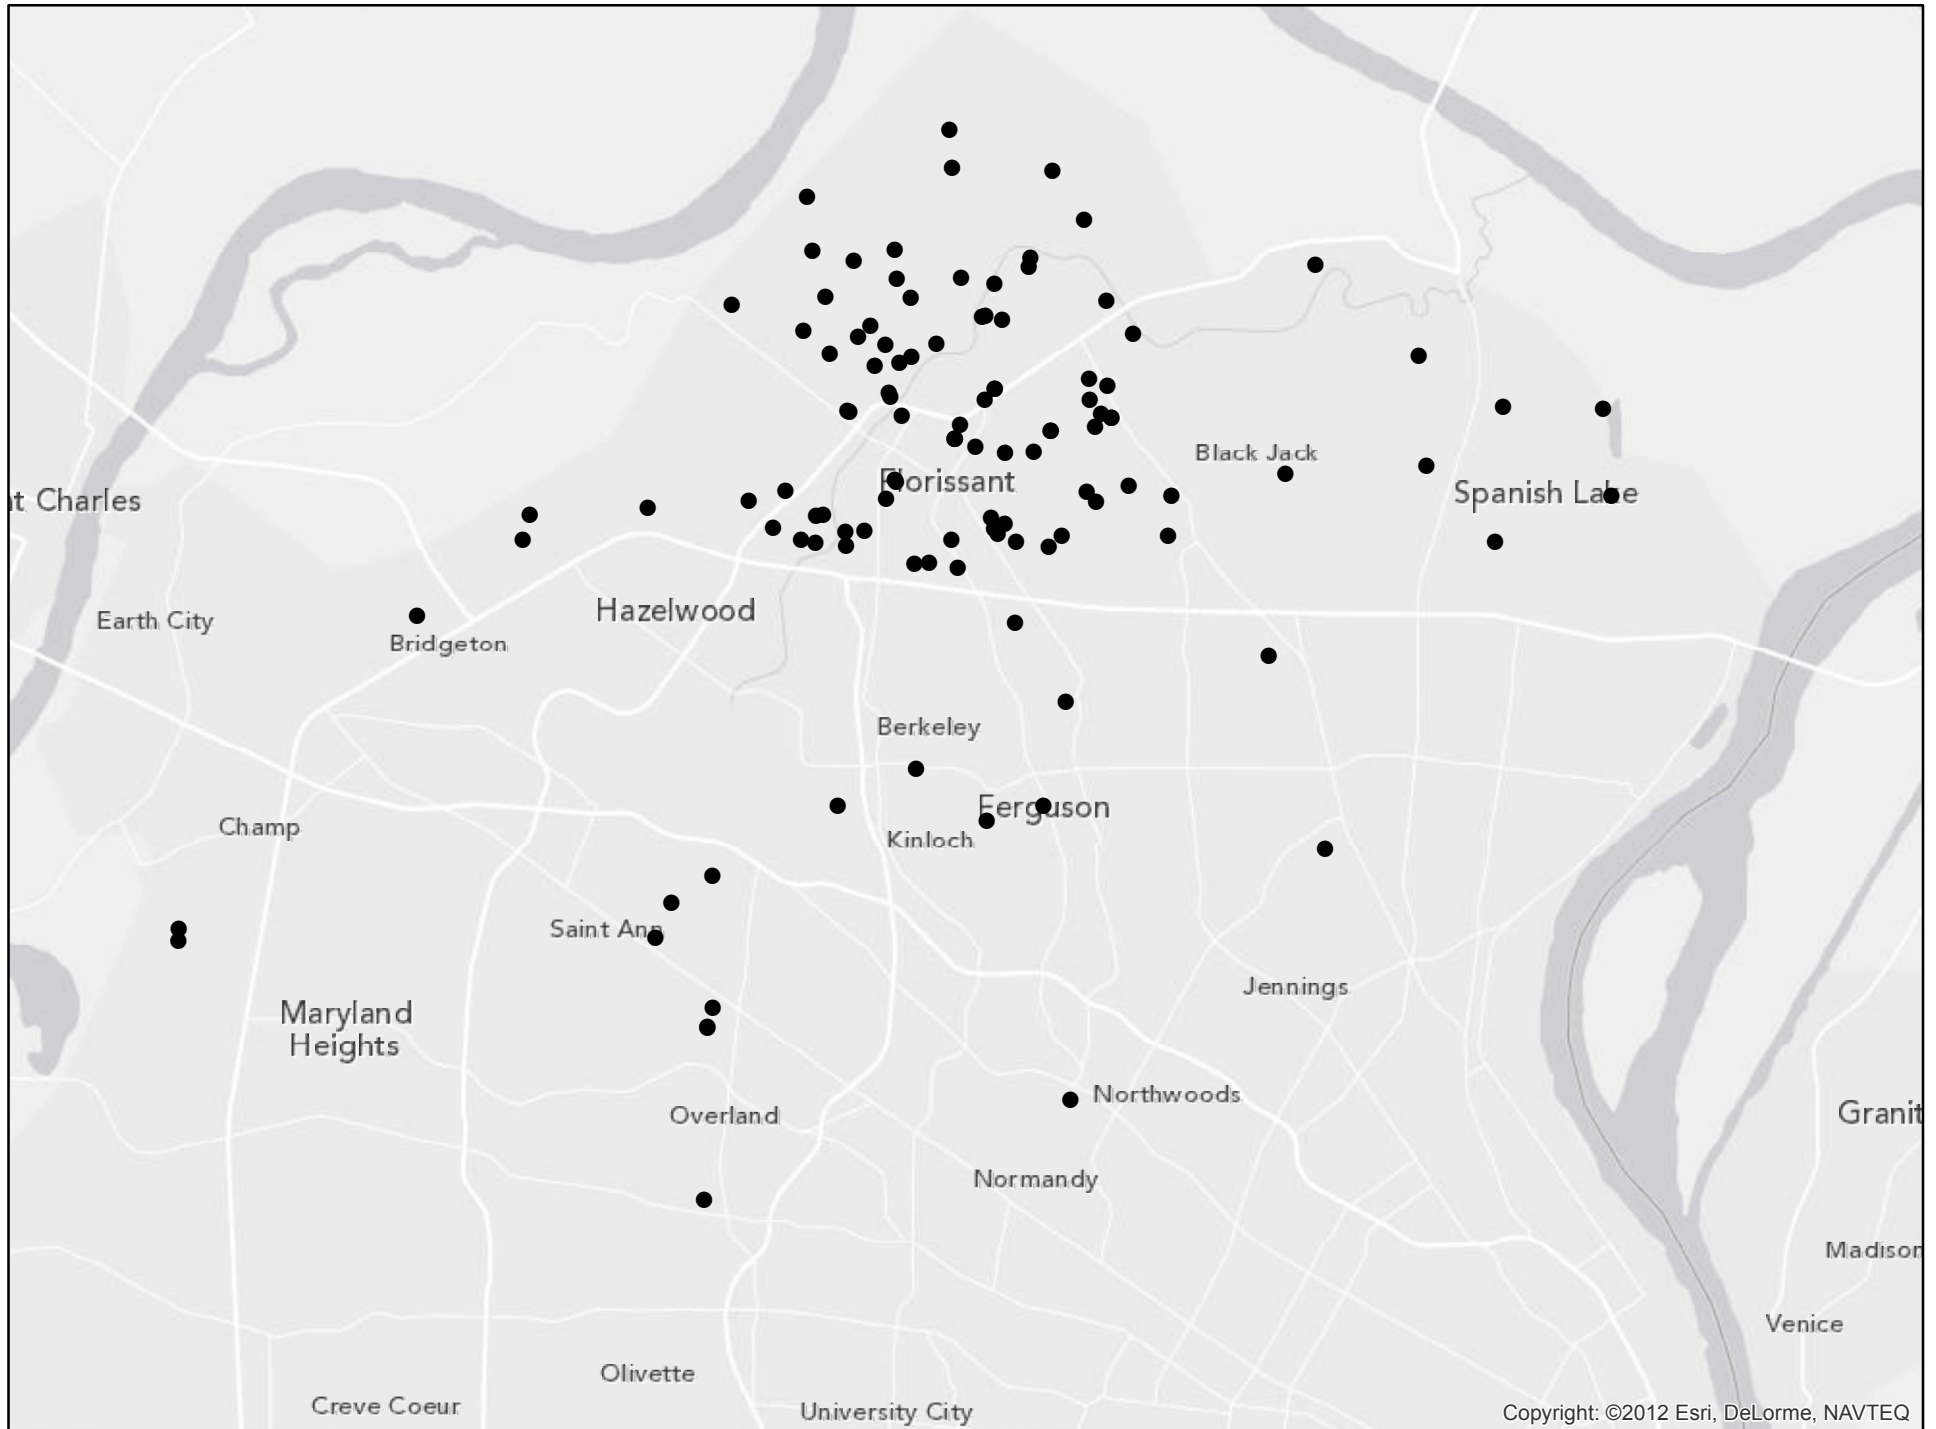 Black Jack
Florissant
Spanish Lake
t Charles
Hazelwood
Earth City
Bridgeton
Berkeley
Ferguson
Champ
Kinloch
Saint Ann
Jennings
Maryland
Heights
Northwoods
Overland
Granit
Normandy
Madison
Venice
Olivette
Creve Coeur
University City
Copyright: ©2012 Esri, DeLorme, NAVTEQ